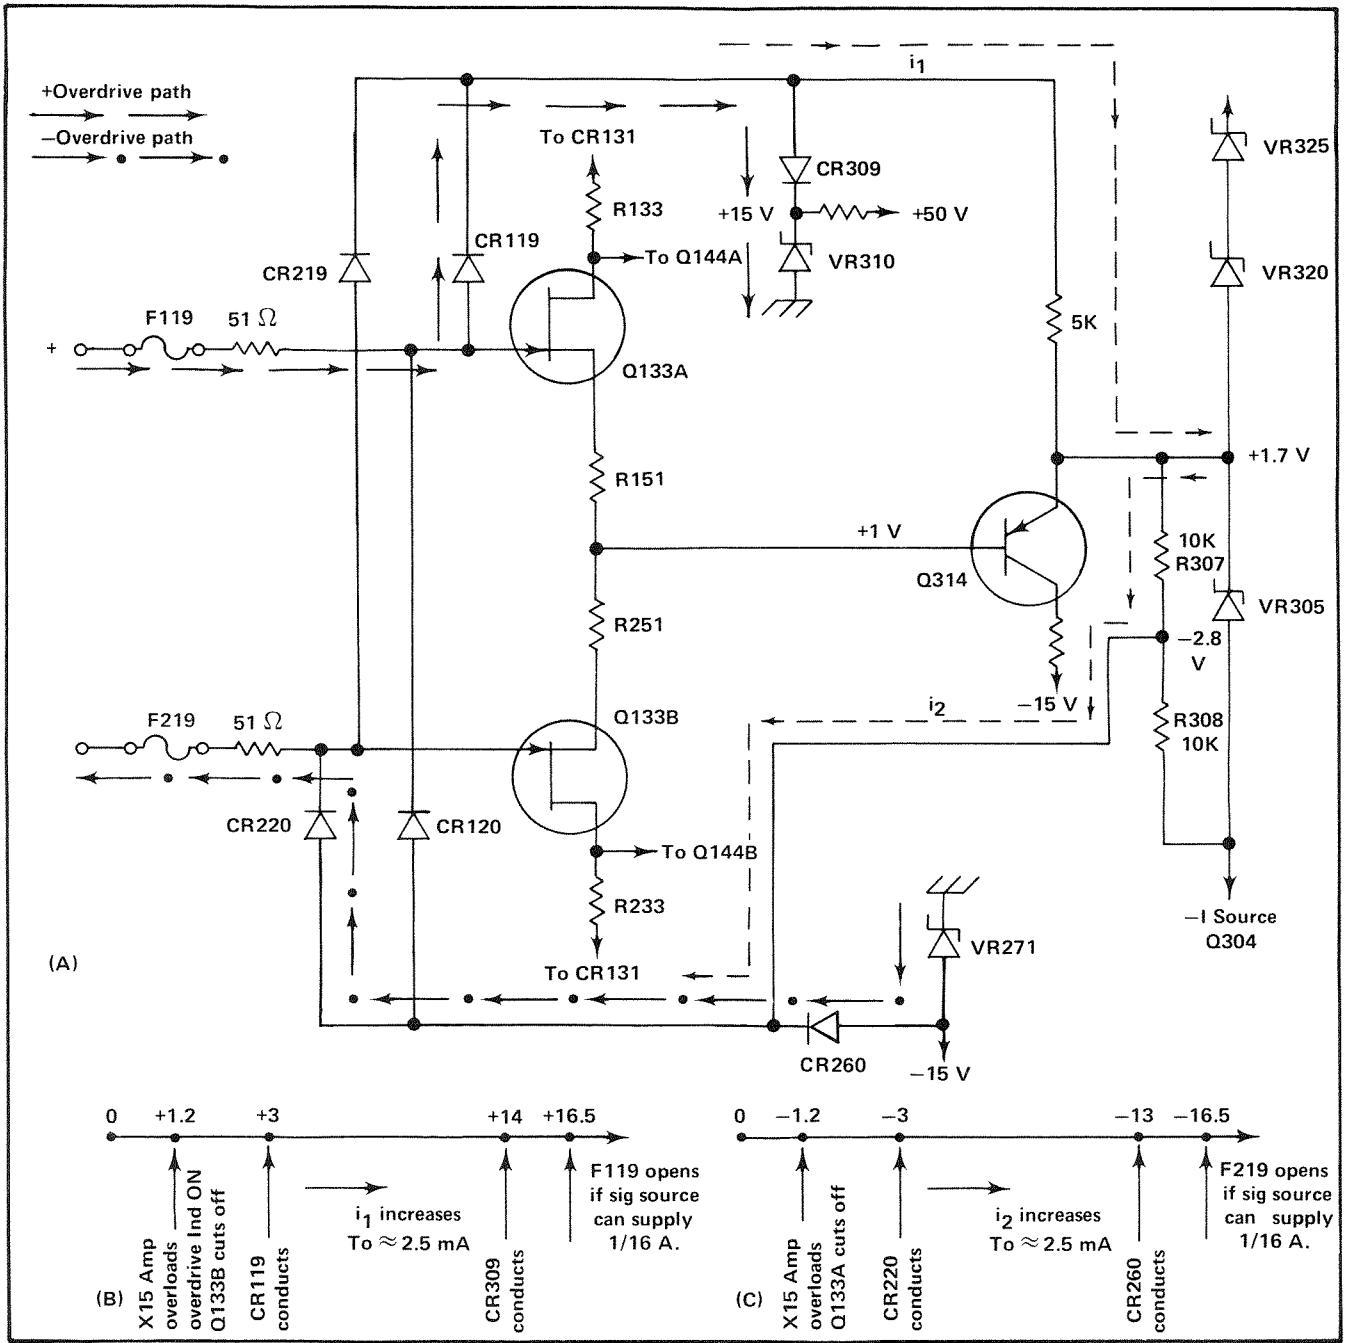 +Overdrive path
−Overdrive path
i1
To CR131
R133
CR119
To Q144A
CR309
+15 V
+50 V
VR310
VR325
VR320
CR219
F119
51 Ω
+
Q133A
5K
R151
+1.7 V
+1 V
Q314
10K
R307
VR305
R251
−2.8
V
−15 V
i2
R308
10K
F219
51 Ω
Q133B
CR220
CR120
To Q144B
R233
To CR131
VR271
−I Source
Q304
(A)
CR260
−15 V
0
+1.2
+3
+14
+16.5
X15 Amp
overloads
overdrive Ind ON
Q133B cuts off
CR119
conducts
i1 increases
To ≈ 2.5 mA
CR309
conducts
F119 opens
if sig source
can supply
1/16 A.
(B)
0
−1.2
−3
−13
−16.5
X15 Amp
overloads
Q133A cuts off
CR220
conducts
i2 increases
To ≈ 2.5 mA
CR260
conducts
F219 opens
if sig source
can supply
1/16 A.
(C)